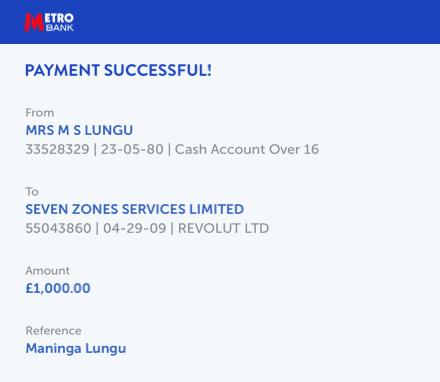 METRO
BANK
PAYMENT SUCCESSFUL!
From
MRS M S LUNGU
33528329 | 23-05-80 | Cash Account Over 16
To
SEVEN ZONES SERVICES LIMITED
55043860 | 04-29-09 | REVOLUT LTD
Amount
£1,000.00
Reference
Maninga Lungu